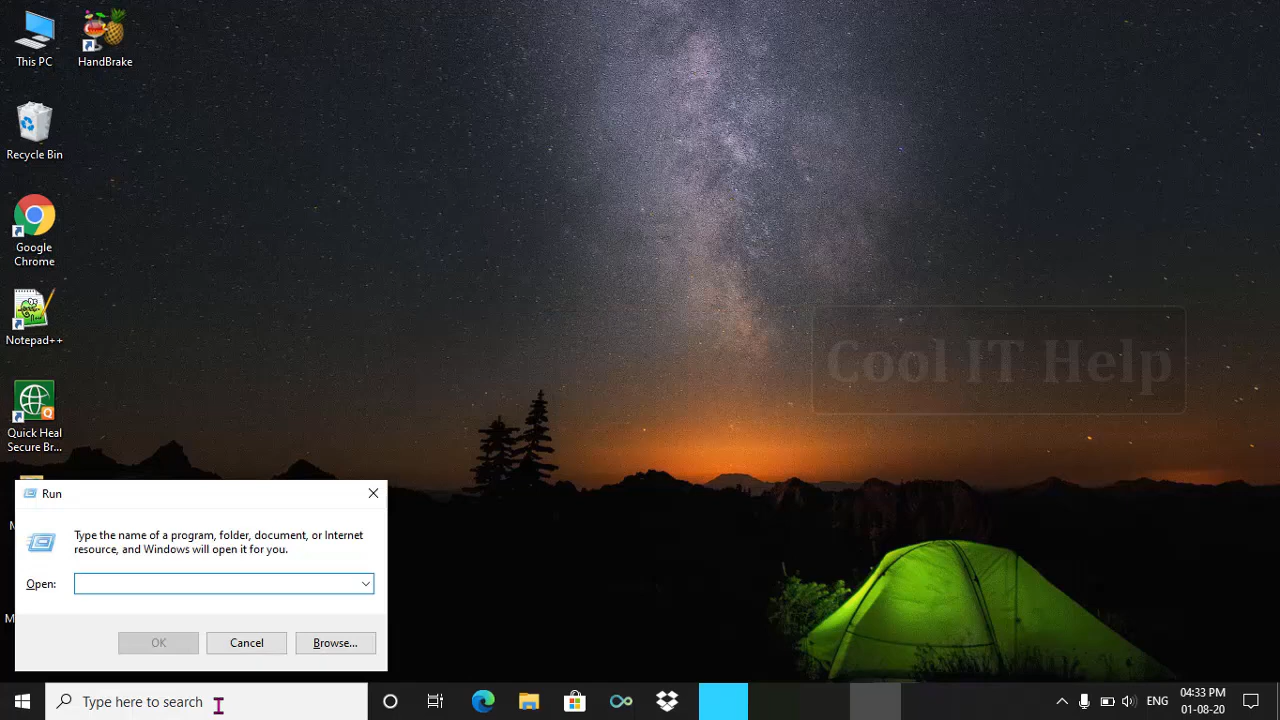 This PC
HandBrake
Recycle Bin
Google
Chrome
Notepad++
Quick Heal
Secure Br...
Cool IT Help
Run
Type the name of a program, folder, document, or Internet
resource, and Windows will open it for you.
Open:
OK
Cancel
Browse...
Type here to search
ENG
04:33 PM
01-08-20